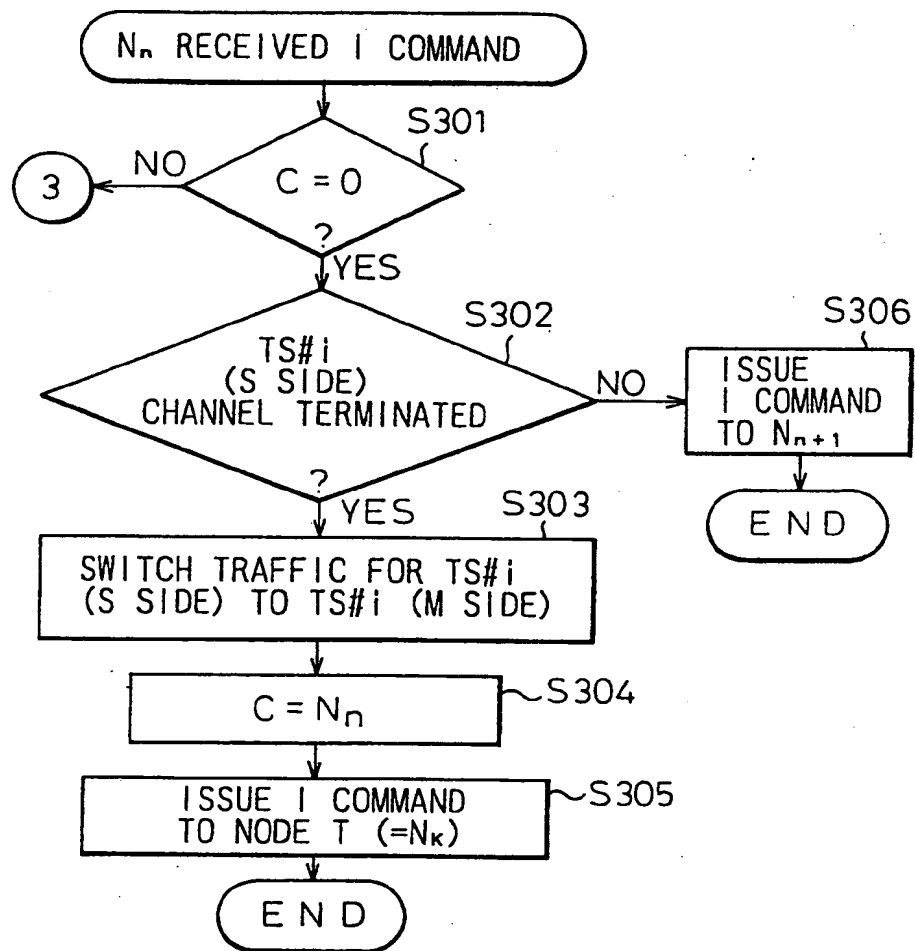 Nn RECEIVED I COMMAND
S301
NO
3
C = 0
?
YES
S302
TS#i
(S SIDE)
CHANNEL TERMINATED
?
NO
S306
ISSUE
I COMMAND
TO Nn+1
END
YES
S303
SWITCH TRAFFIC FOR TS#i
(S SIDE) TO TS#i (M SIDE)
S304
C = Nn
S305
ISSUE I COMMAND
TO NODE T (=NK)
END